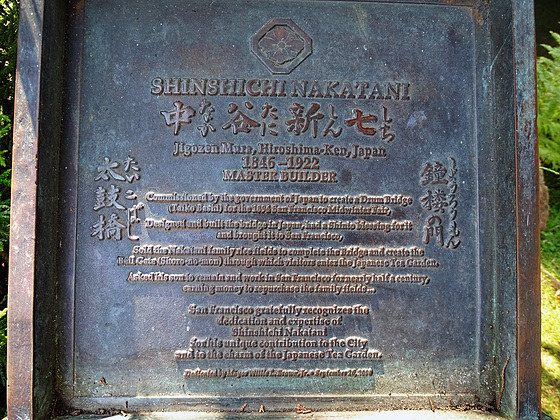 SHINSHICHI NAKATANI
中谷新七
なかたにしんしち
Jigozen Mura, Hiroshima-Ken, Japan
1846–1922
MASTER BUILDER
太鼓橋
たいこばし
鐘楼門
しょうろうもん
Commissioned by the government of Japan to create a Drum Bridge
(Taiko Bashi) for the 1894 San Francisco Midwinter Fair,
Designed and built the bridge in Japan, had a Shinto blessing for it
and brought it to San Francisco,
Sold the Nakatani family rice fields to complete the Bridge and create the
Bell Gate (Shoro-no-mon) through which visitors enter the Japanese Tea Garden.
Asked his son to remain and work in San Francisco for nearly half a century,
earning money to repurchase the family fields ...
San Francisco gratefully recognizes the
dedication and expertise of
Shinshichi Nakatani
for his unique contribution to the City
and to the charm of the Japanese Tea Garden.
Dedicated by Mayor Willie L. Brown, Jr. • September 20,